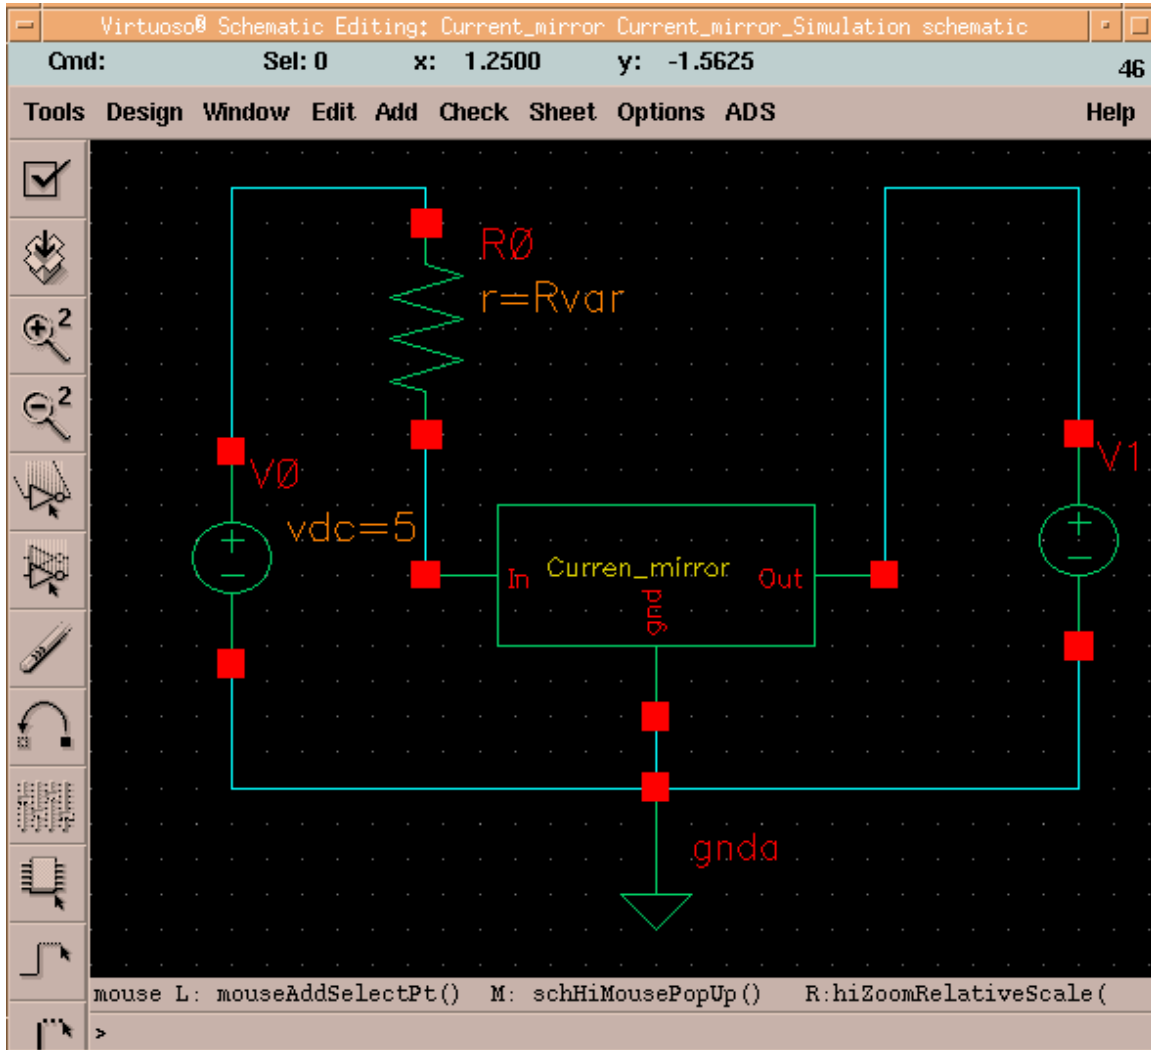 Virtuoso® Schematic Editing: Current_mirror Current_mirror_Simulation schematic
Cmd: Sel: 0 x: 1.2500 y: -1.5625 46
Tools Design Window Edit Add Check Sheet Options ADS Help
2
2
R0
r=Rvar
V0
vdc=5
V1
Curren_mirror
In
Out
gnd
gnda
mouse L: mouseAddSelectPt() M: schHiMousePopUp() R:hiZoomRelativeScale(
>